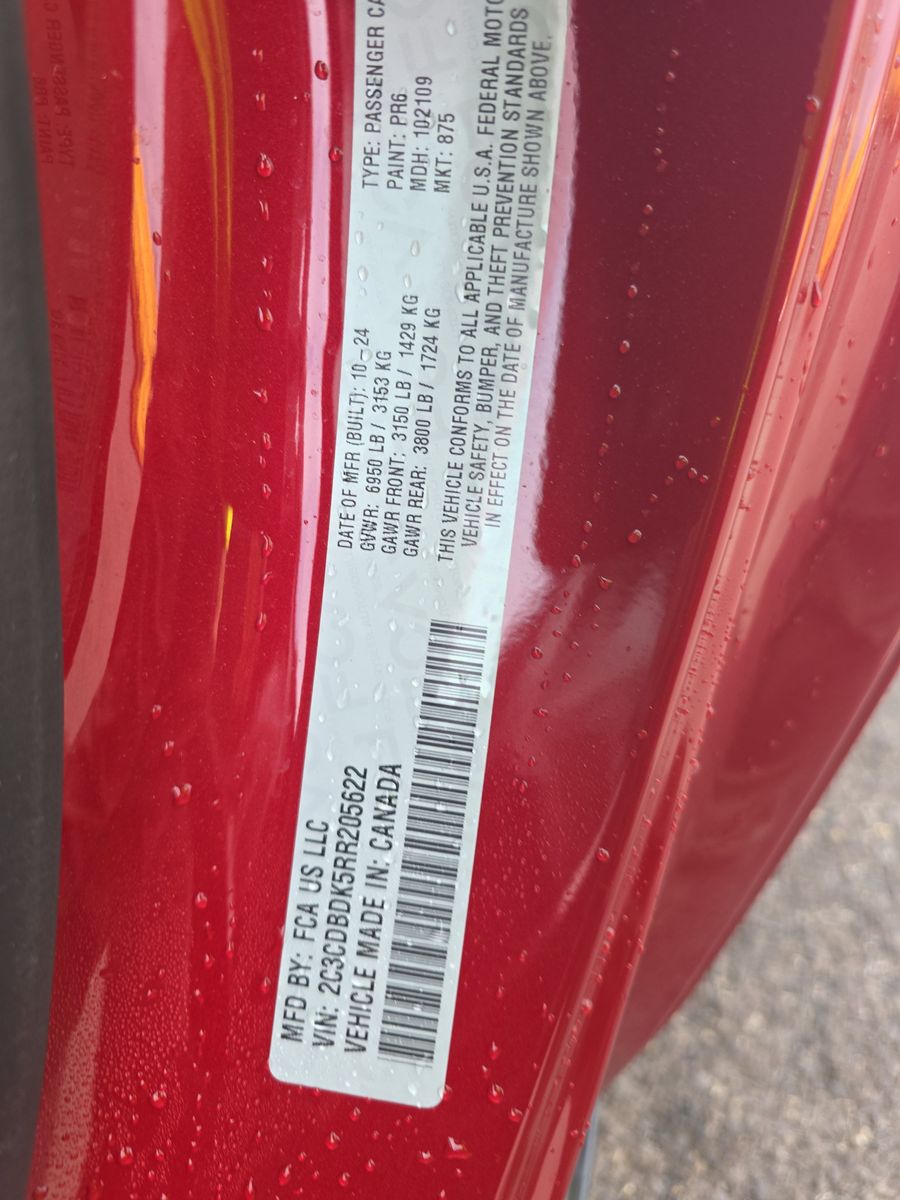 MFD BY: FCA US LLC
VIN: 2C3CDBDK5RR205622
VEHICLE MADE IN: CANADA
DATE OF MFR (BUILT): 10-24
GVWR: 6950 LB / 3153 KG
GAWR FRONT: 3150 LB / 1429 KG
GAWR REAR: 3800 LB / 1724 KG
TYPE: PASSENGER CA
PAINT: PR6
MDH: 102109
MKT: 875
THIS VEHICLE CONFORMS TO ALL APPLICABLE U.S.A. FEDERAL MOTO
VEHICLE SAFETY, BUMPER, AND THEFT PREVENTION STANDARDS
IN EFFECT ON THE DATE OF MANUFACTURE SHOWN ABOVE.